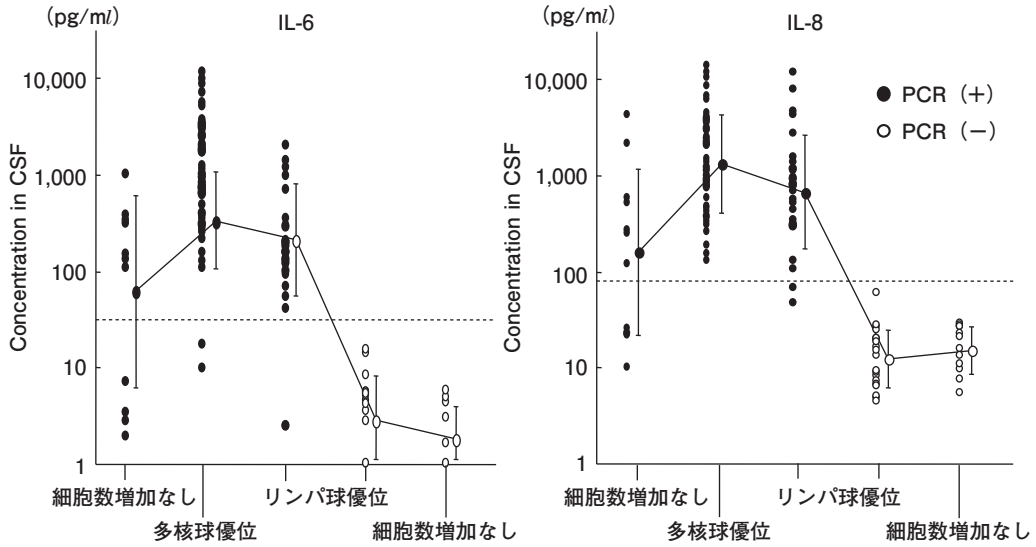 (pg/ml)
IL-6
10,000
1,000
100
10
1
Concentration in CSF
細胞数増加なし
多核球優位
リンパ球優位
細胞数増加なし
(pg/ml)
IL-8
10,000
1,000
100
10
1
Concentration in CSF
PCR（＋）
PCR（－）
細胞数増加なし
多核球優位
リンパ球優位
細胞数増加なし